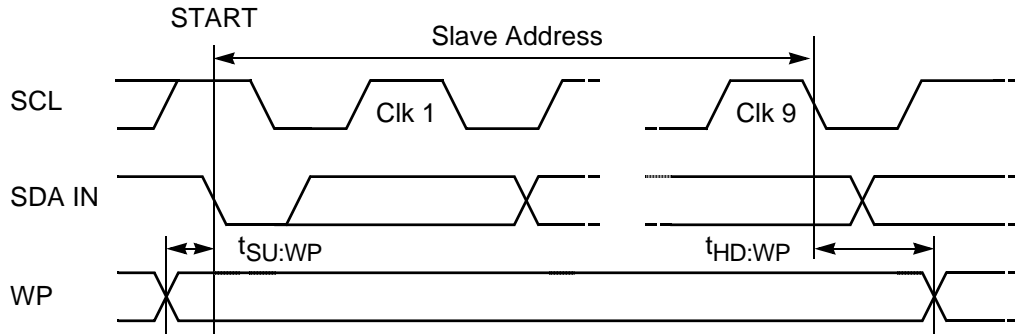 START
Slave Address
SCL
Clk 1
Clk 9
SDA IN
tSU:WP
tHD:WP
WP